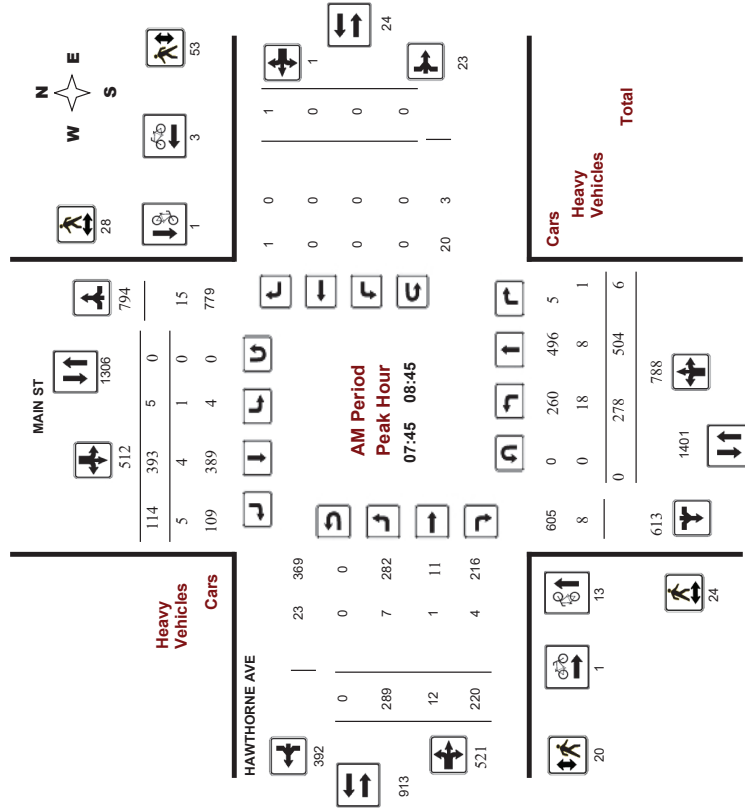 N
W E
S
53
3
28
1
MAIN ST
1306
794
512
114 393 5 0
5 4 1 0 15
109 389 4 0 779
Heavy
Vehicles
Cars
24
1
23
1 0 1
0 0 0
0 0 0
0 0 0
20 3
AM Period
Peak Hour
07:45 08:45
HAWTHORNE AVE
392
23 369
0 0 0
289 7 282
12 1 11
220 4 216
913
521
Cars
605 0 260 496 5
Heavy
Vehicles
8 0 18 8 1
Total
0 278 504 6
613
788
1401
13
1
24
20